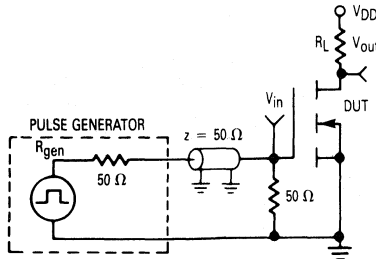 VDD
RL Vout
Vin
DUT
PULSE GENERATOR
z = 50 Ω
Rgen
50 Ω
50 Ω